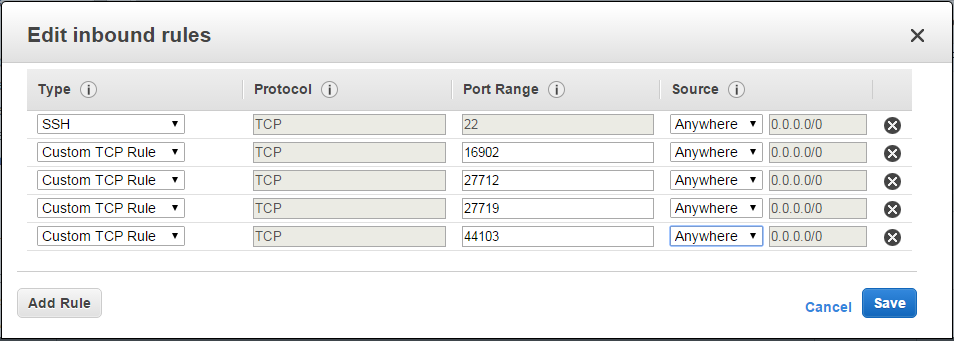 Edit inbound rules
Type Protocol Port Range Source
SSH TCP 22 Anywhere 0.0.0.0/0
Custom TCP Rule TCP 16902 Anywhere 0.0.0.0/0
Custom TCP Rule TCP 27712 Anywhere 0.0.0.0/0
Custom TCP Rule TCP 27719 Anywhere 0.0.0.0/0
Custom TCP Rule TCP 44103 Anywhere 0.0.0.0/0
Add Rule Cancel Save